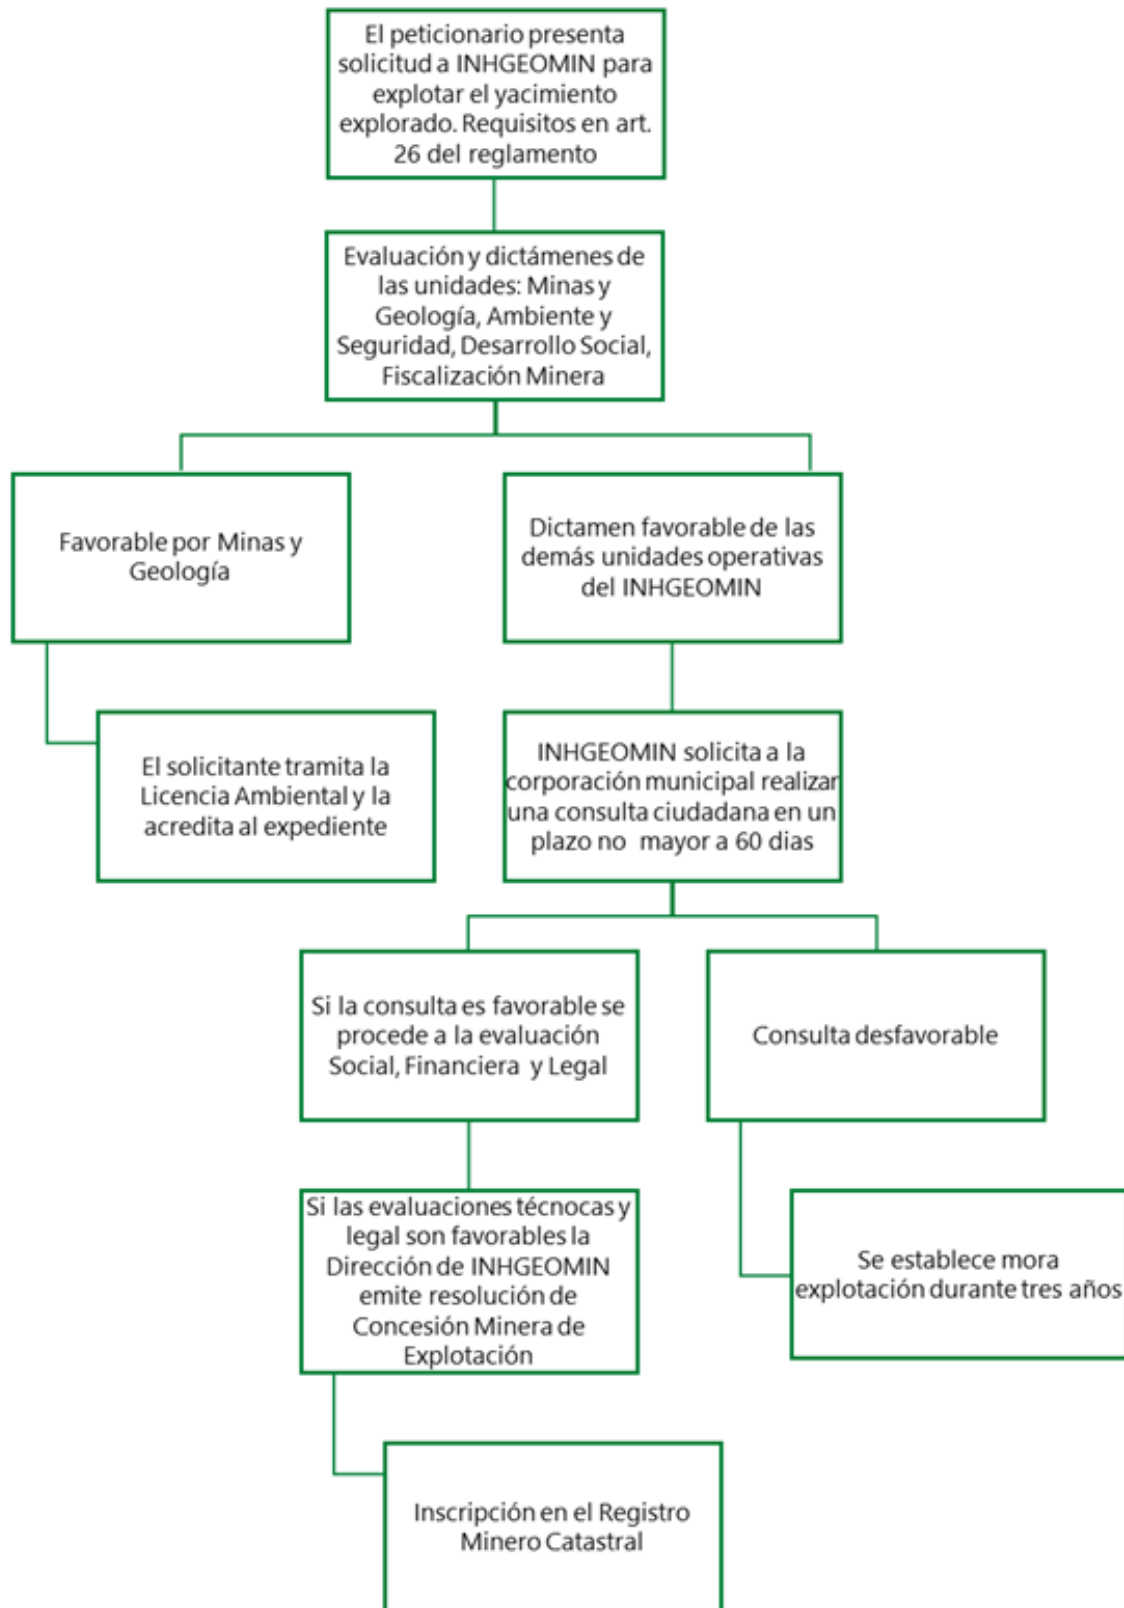 El peticionario presenta
solicitud a INHGEOMIN para
explotar el yacimiento
explorado. Requisitos en art.
26 del reglamento
Evaluación y dictámenes de
las unidades: Minas y
Geología, Ambiente y
Seguridad, Desarrollo Social,
Fiscalización Minera
Favorable por Minas y
Geología
Dictamen favorable de las
demás unidades operativas
del INHGEOMIN
El solicitante tramita la
Licencia Ambiental y la
acredita al expediente
INHGEOMIN solicita a la
corporación municipal realizar
una consulta ciudadana en un
plazo no mayor a 60 dias
Si la consulta es favorable se
procede a la evaluación
Social, Financiera y Legal
Consulta desfavorable
Si las evaluaciones técnocas y
legal son favorables la
Dirección de INHGEOMIN
emite resolución de
Concesión Minera de
Explotación
Se establece mora
explotación durante tres años
Inscripción en el Registro
Minero Catastral